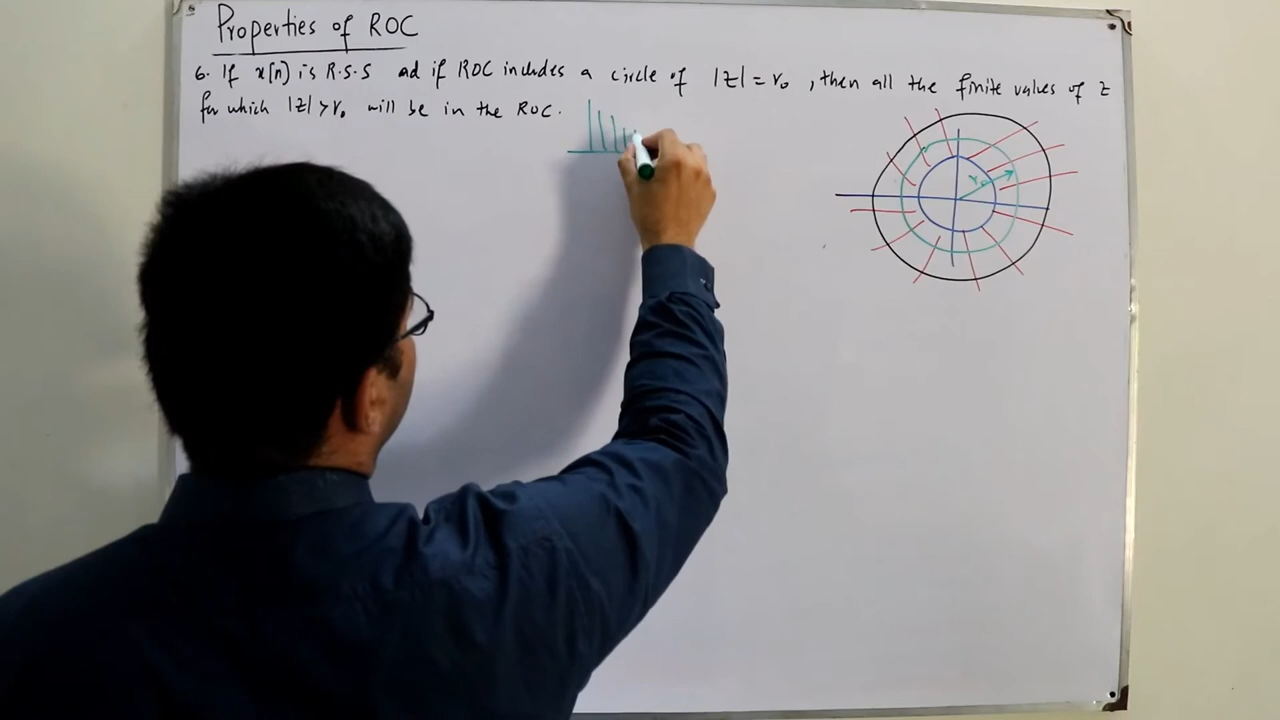 Properties of ROC
6. If x[n] is R.S.S ad if ROC includes a circle of |z| = r₀, then all the finite values of z
for which |z| > r₀ will be in the ROC.
r₀